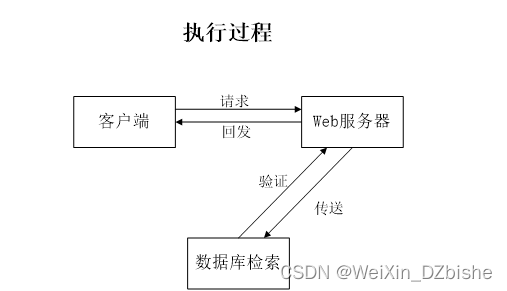 执行过程
请求
客户端
Web服务器
回发
验证
传送
数据库检索
CSDN @WeiXin_DZbishe